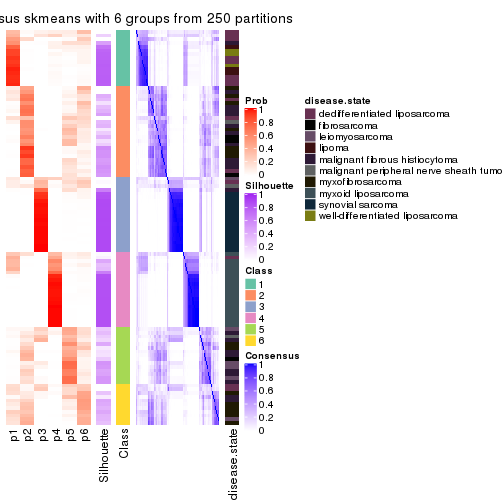 sus skmeans with 6 groups from 250 partitions
Prob
1
0.8
0.6
0.4
0.2
0
Silhouette
1
0.8
0.6
0.4
0.2
0
Class
1
2
3
4
5
6
Consensus
1
0.8
0.6
0.4
0.2
0
disease.state
dedifferentiated liposarcoma
fibrosarcoma
leiomyosarcoma
lipoma
malignant fibrous histiocytoma
malignant peripheral nerve sheath tumo
myxofibrosarcoma
myxoid liposarcoma
synovial sarcoma
well-differentiated liposarcoma
p1
p2
p3
p4
p5
p6
Silhouette
Class
disease.state